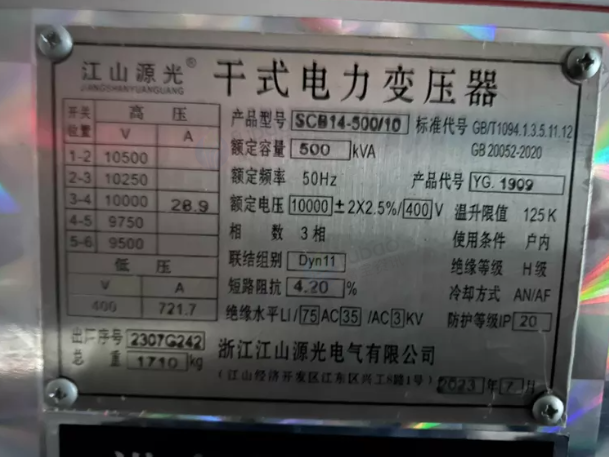 江山源光®
JIANGSHANYUANGUANG
干式电力变压器
开关位置 高压
V A
1-2 10500
2-3 10250
3-4 10000 28.9
4-5 9750
5-6 9500
低压
V A
400 721.7
出厂序号 2307G242
总重 1710 kg
产品型号 SCB14-500/10 标准代号 GB/T1094.1.3.5.11.12
额定容量 500 kVA GB 20052-2020
额定频率 50Hz 产品代号 YG.1909
额定电压 10000 ±2X2.5%/ 400 V 温升限值 125K
相数 3相 使用条件 户内
联结组别 Dyn11 绝缘等级 H级
短路阻抗 4.20 % 冷却方式 AN/AF
绝缘水平LI/ 75 AC 35 /AC 3 KV 防护等级IP 20
浙江江山源光电气有限公司
(江山经济开发区江东区兴工8路1号) 2023 年 7 月